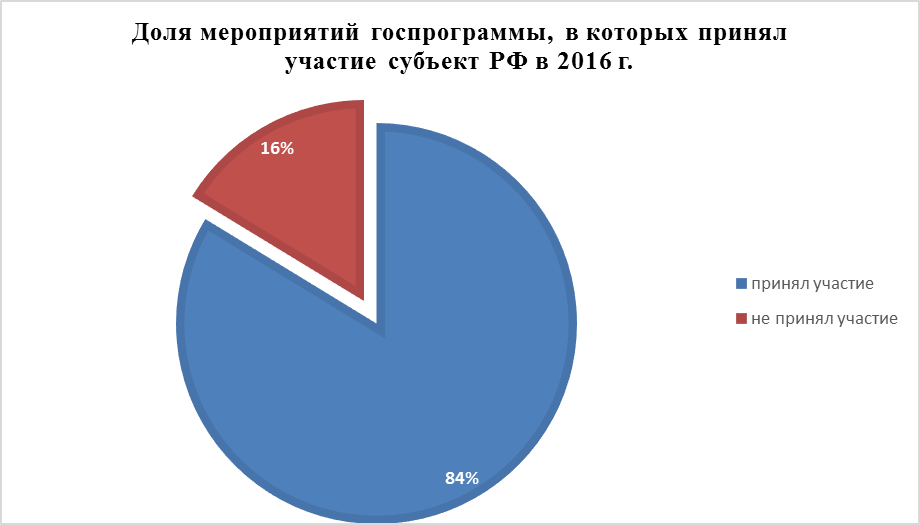 Доля мероприятий госпрограммы, в которых принял
участие субъект РФ в 2016 г.
16%
принял участие
не принял участие
84%